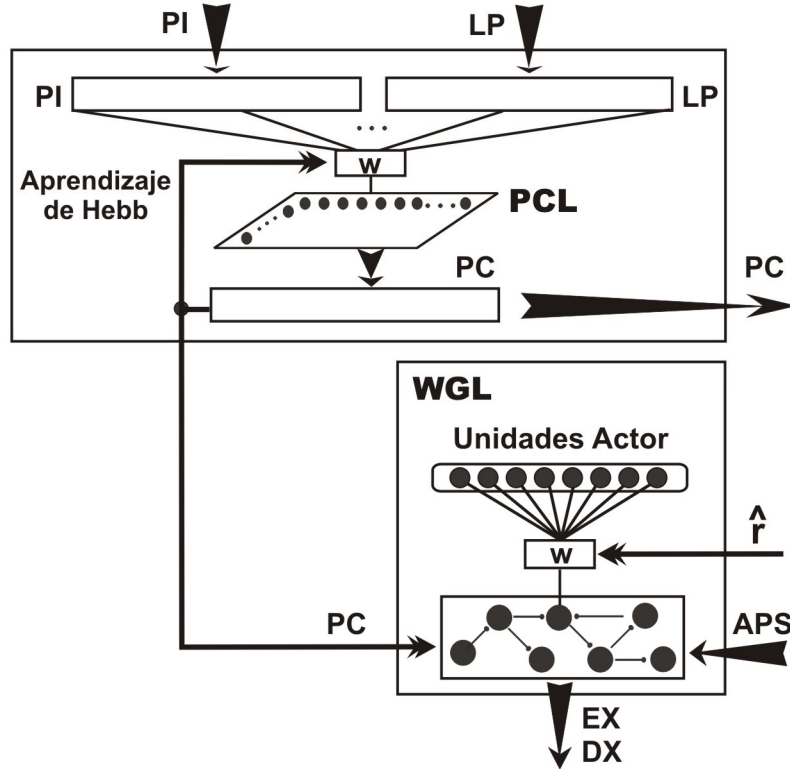 PI
LP
PI
LP
...
w
Aprendizaje
de Hebb
PCL
PC
PC
WGL
Unidades Actor
r̂
w
PC
APS
EX
DX